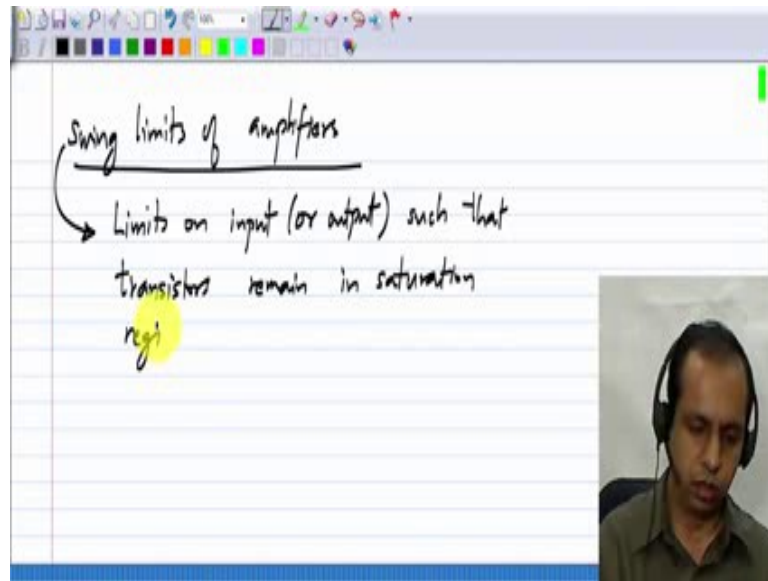 Swing limits of amplifiers
Limits on input (or output) such that
transistors remain in saturation
regi